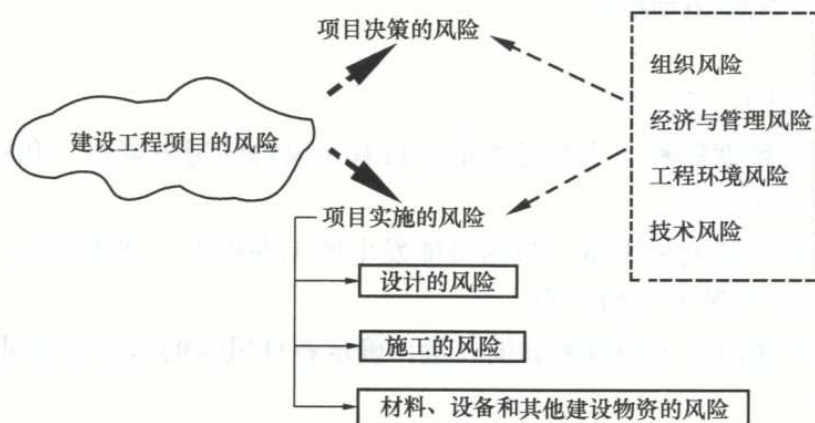 项目决策的风险
组织风险
经济与管理风险
建设工程项目的风险
工程环境风险
项目实施的风险
技术风险
设计的风险
施工的风险
材料、设备和其他建设物资的风险